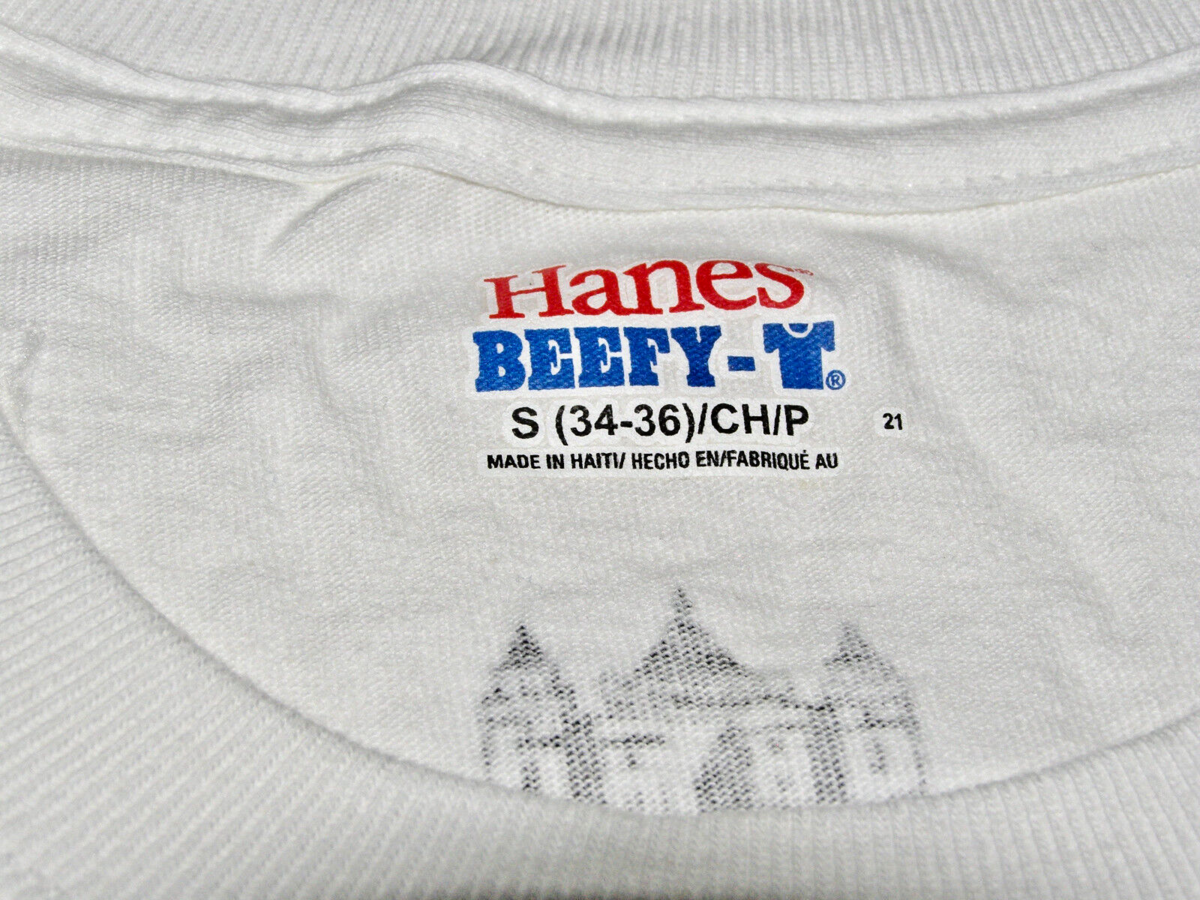 Hanes®
BEEFY-T®
S (34-36)/CH/P
21
MADE IN HAITI/ HECHO EN/FABRIQUÉ AU